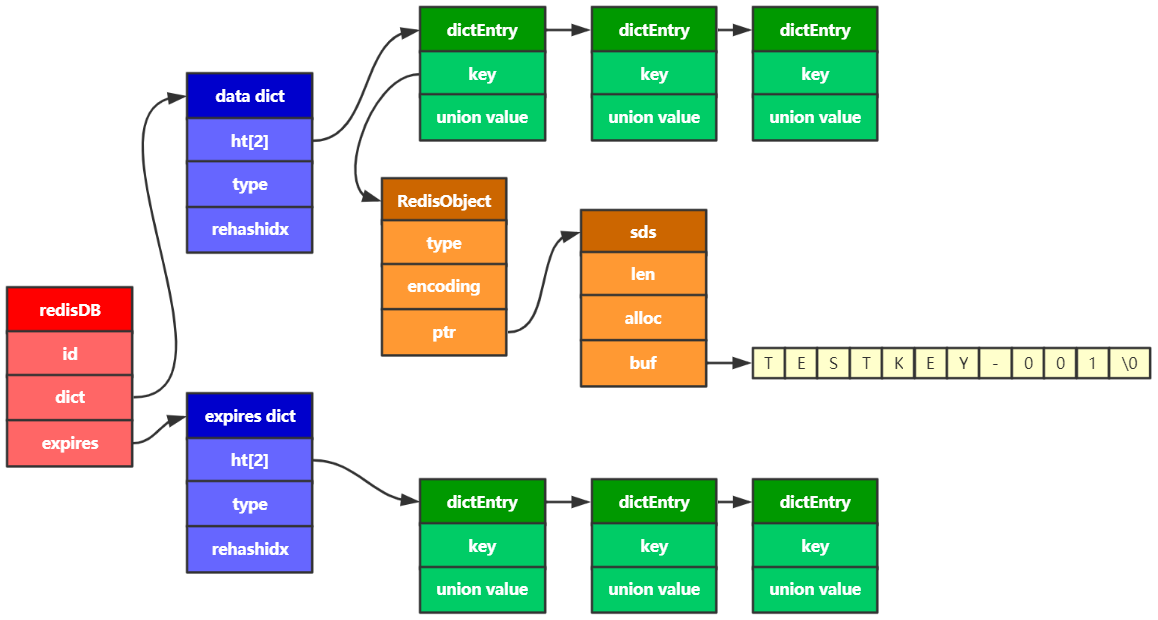 dictEntry
key
union value
dictEntry
key
union value
dictEntry
key
union value
data dict
ht[2]
type
rehashidx
RedisObject
type
encoding
ptr
sds
len
alloc
buf
T E S T K E Y - 0 0 1 \0
redisDB
id
dict
expires
expires dict
ht[2]
type
rehashidx
dictEntry
key
union value
dictEntry
key
union value
dictEntry
key
union value